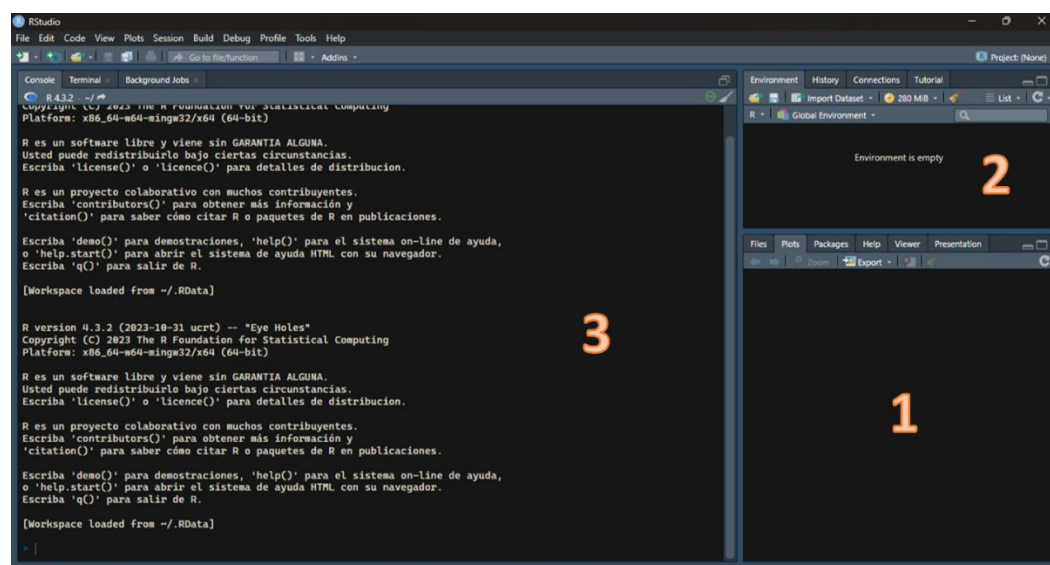 RStudio
File Edit Code View Plots Session Build Debug Profile Tools Help
Go to file/function Addins
Project: (None)
Console Terminal Background Jobs
R 4.3.2 · ~/
Copyright (C) 2023 The R Foundation for Statistical Computing
Platform: x86_64-w64-mingw32/x64 (64-bit)
R es un software libre y viene sin GARANTIA ALGUNA.
Usted puede redistribuirlo bajo ciertas circunstancias.
Escriba 'license()' o 'licence()' para detalles de distribucion.
R es un proyecto colaborativo con muchos contribuyentes.
Escriba 'contributors()' para obtener más información y
'citation()' para saber cómo citar R o paquetes de R en publicaciones.
Escriba 'demo()' para demostraciones, 'help()' para el sistema on-line de ayuda,
o 'help.start()' para abrir el sistema de ayuda HTML con su navegador.
Escriba 'q()' para salir de R.
[Workspace loaded from ~/.RData]
R version 4.3.2 (2023-10-31 ucrt) -- "Eye Holes"
Copyright (C) 2023 The R Foundation for Statistical Computing
Platform: x86_64-w64-mingw32/x64 (64-bit)
R es un software libre y viene sin GARANTIA ALGUNA.
Usted puede redistribuirlo bajo ciertas circunstancias.
Escriba 'license()' o 'licence()' para detalles de distribucion.
R es un proyecto colaborativo con muchos contribuyentes.
Escriba 'contributors()' para obtener más información y
'citation()' para saber cómo citar R o paquetes de R en publicaciones.
Escriba 'demo()' para demostraciones, 'help()' para el sistema on-line de ayuda,
o 'help.start()' para abrir el sistema de ayuda HTML con su navegador.
Escriba 'q()' para salir de R.
[Workspace loaded from ~/.RData]
>
3
Environment History Connections Tutorial
Import Dataset 280 MiB List
R Global Environment
Environment is empty
2
Files Plots Packages Help Viewer Presentation
Zoom Export
1